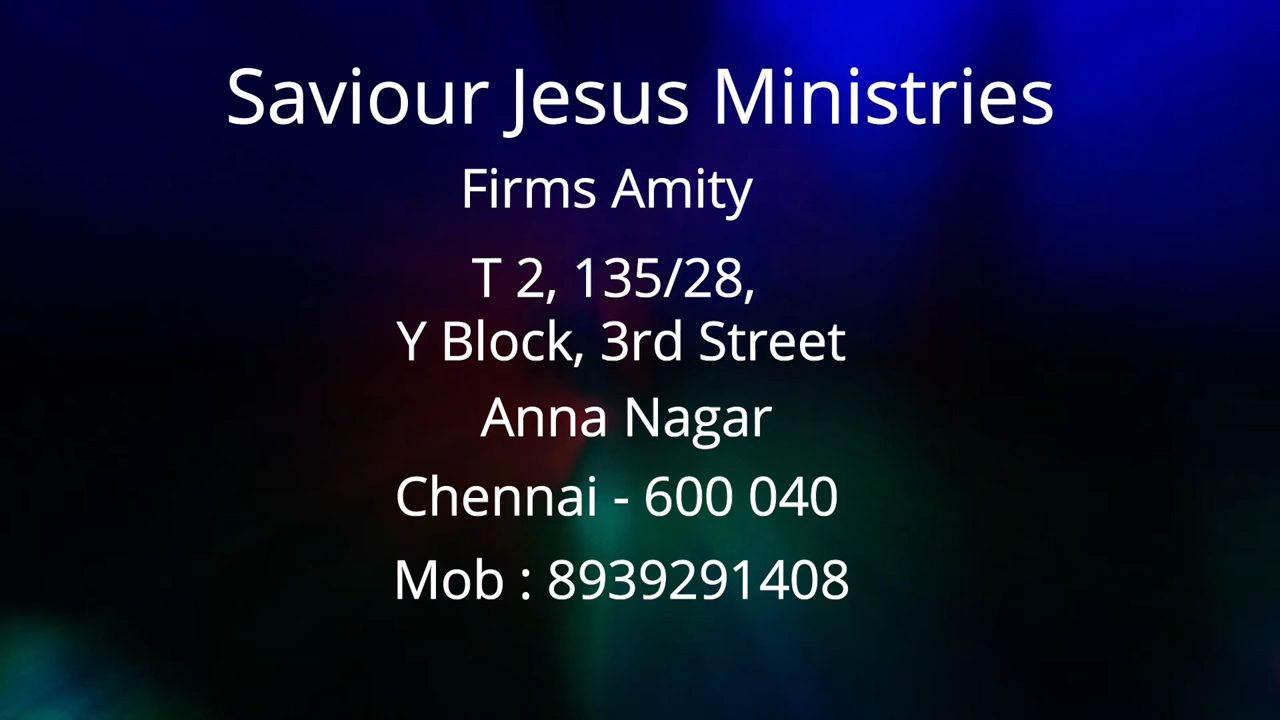 Saviour Jesus Ministries
Firms Amity
T 2, 135/28,
Y Block, 3rd Street
Anna Nagar
Chennai - 600 040
Mob : 8939291408